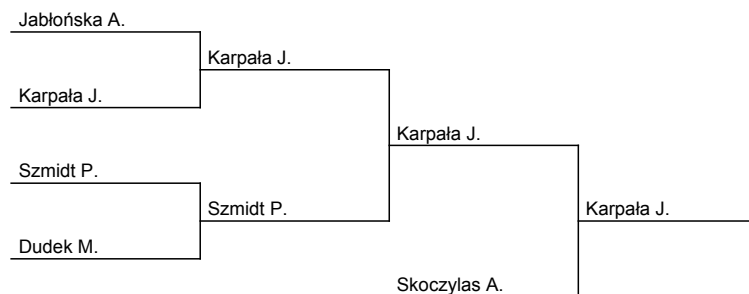 Jabłońska A.
Karpała J.
Karpała J.
Karpała J.
Szmidt P.
Szmidt P.
Karpała J.
Dudek M.
Skoczylas A.